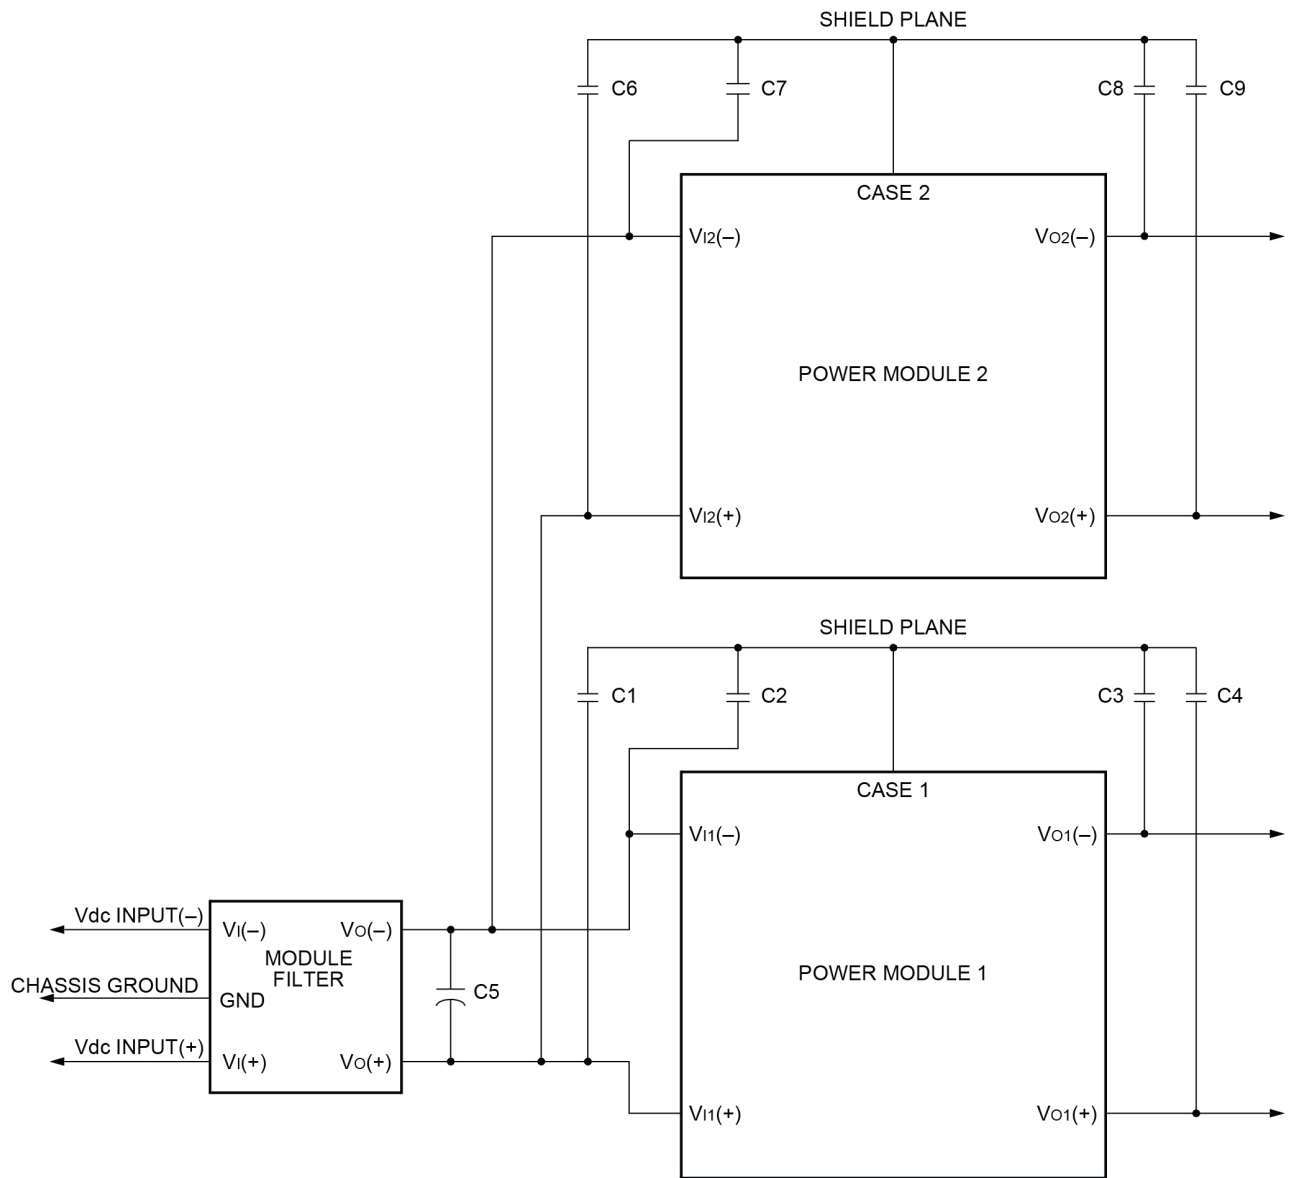 SHIELD PLANE
C6
C7
C8
C9
CASE 2
VI2(–)
VO2(–)
POWER MODULE 2
VI2(+)
VO2(+)
SHIELD PLANE
C1
C2
C3
C4
CASE 1
VI1(–)
VO1(–)
Vdc INPUT(–)
VI(–)
VO(–)
MODULE
FILTER
POWER MODULE 1
CHASSIS GROUND
GND
C5
Vdc INPUT(+)
VI(+)
VO(+)
VI1(+)
VO1(+)